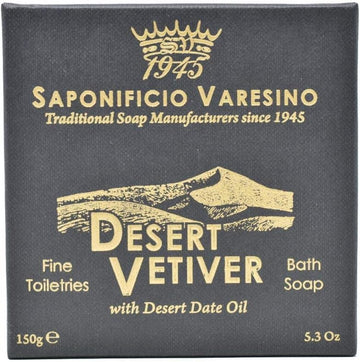 SV
1945
SAPONIFICIO VARESINO
Traditional Soap Manufacturers since 1945
DESERT
VETIVER
Fine
Toiletries
Bath
Soap
with Desert Date Oil
150g ℮
5.3 Oz